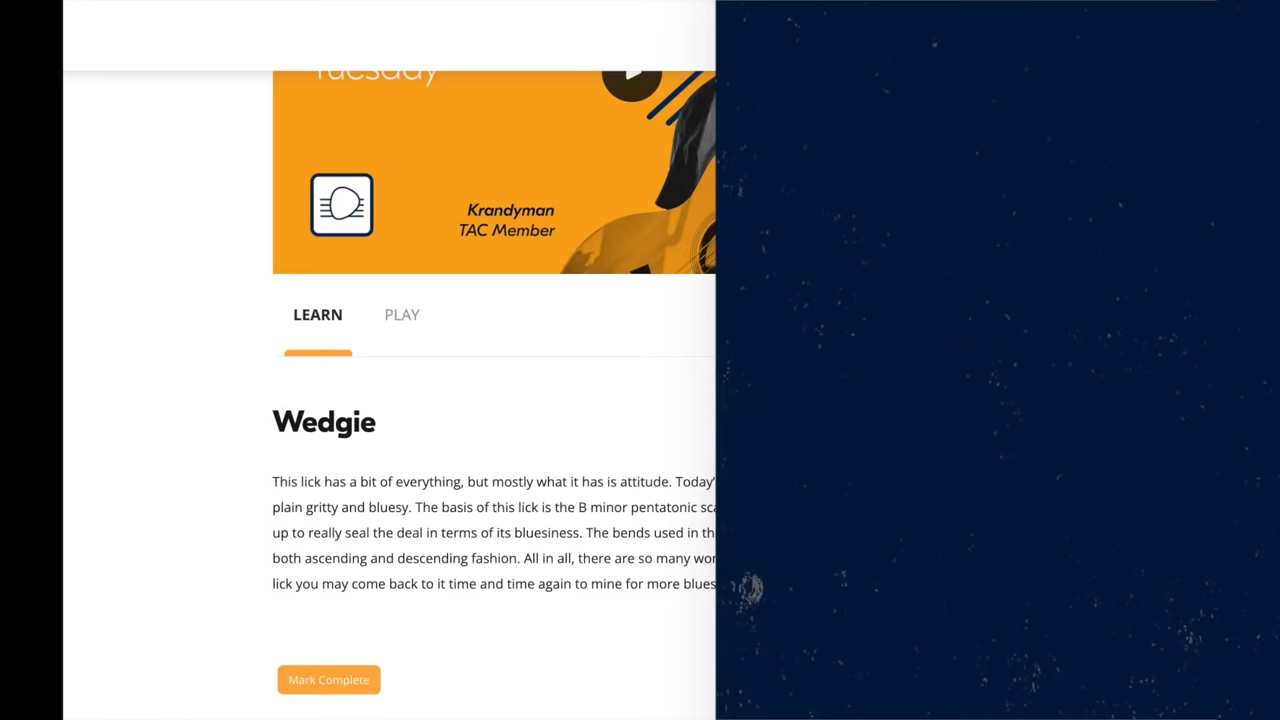 Tuesday
Krandyman
TAC Member
LEARN
PLAY
Wedgie
This lick has a bit of everything, but mostly what it has is attitude. Today'
plain gritty and bluesy. The basis of this lick is the B minor pentatonic
up to really seal the deal in terms of its bluesiness. The bends used in
both ascending and descending fashion. All in all, there are so many
lick you may come back to it time and time again to mine for more
Mark Complete